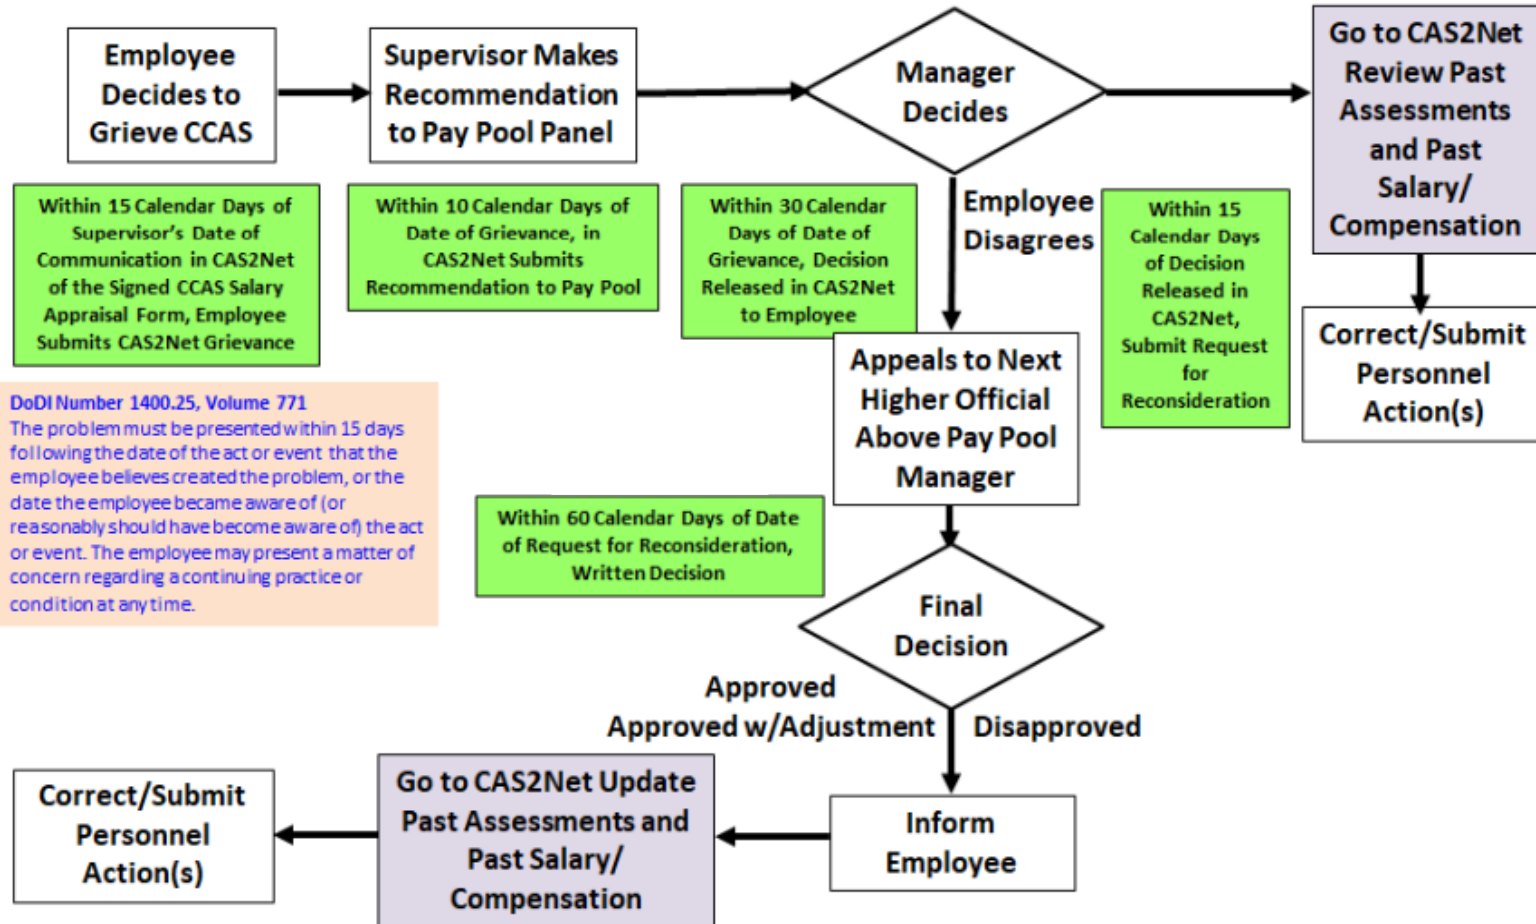 Employee
Decides to
Grieve CCAS
Supervisor Makes
Recommendation
to Pay Pool Panel
Manager
Decides
Go to CAS2Net
Review Past
Assessments
and Past
Salary/
Compensation
Within 15 Calendar Days of
Supervisor's Date of
Communication in CAS2Net
of the Signed CCAS Salary
Appraisal Form, Employee
Submits CAS2Net Grievance
Within 10 Calendar Days of
Date of Grievance, in
CAS2Net Submits
Recommendation to Pay Pool
Within 30 Calendar
Days of Date of
Grievance, Decision
Released in CAS2Net
to Employee
Employee
Disagrees
Within 15
Calendar Days
of Decision
Released in
CAS2Net,
Submit Request
for
Reconsideration
Correct/Submit
Personnel
Action(s)
Appeals to Next
Higher Official
Above Pay Pool
Manager
DoDI Number 1400.25, Volume 771
The problem must be presented within 15 days
following the date of the act or event that the
employee believes created the problem, or the
date the employee became aware of (or
reasonably should have become aware of) the act
or event. The employee may present a matter of
concern regarding a continuing practice or
condition at any time.
Within 60 Calendar Days of Date
of Request for Reconsideration,
Written Decision
Final
Decision
Approved
Approved w/Adjustment
Disapproved
Inform
Employee
Go to CAS2Net Update
Past Assessments and
Past Salary/
Compensation
Correct/Submit
Personnel
Action(s)